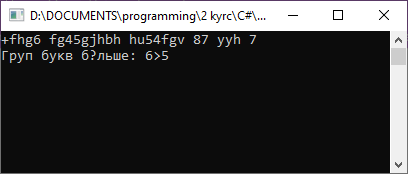 D:\DOCUMENTS\programming\2 kyrc\C#\...
+fhg6 fg45gjhbh hu54fgv 87 yyh 7
Груп букв б?льше: 6>5